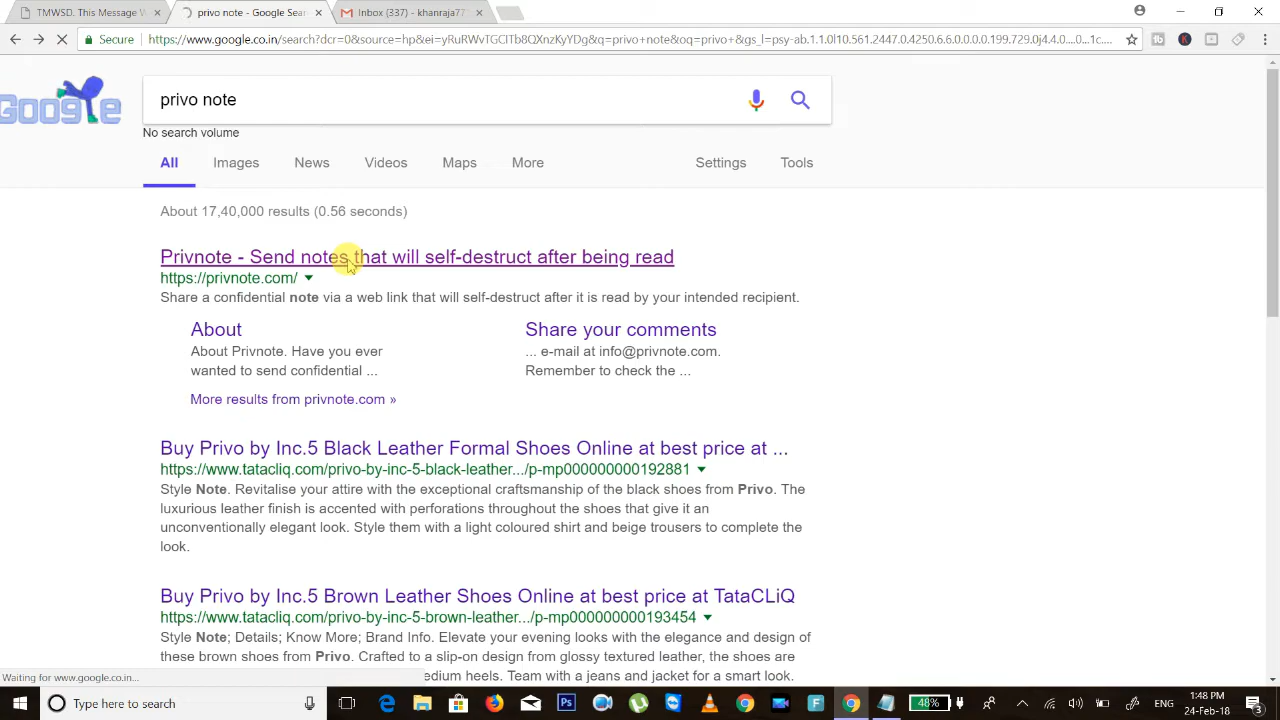 TMWSD. This Message W
privo note - Google Sear
Inbox (337) - khanraja77
Secure
https://www.google.co.in/search?dcr=0&source=hp&ei=yRuRWvTGCITb8QXnzKyYDg&q=privo+note&oq=privo+&gs_l=psy-ab.1.1.0l10.561.2447.0.4250.6.6.0.0.0.0.199.729.0j4.4.0....0...1c....
Google
privo note
No search volume
All Images News Videos Maps More Settings Tools
About 17,40,000 results (0.56 seconds)
Privnote - Send notes that will self-destruct after being read
https://privnote.com/
Share a confidential note via a web link that will self-destruct after it is read by your intended recipient.
About
About Privnote. Have you ever
wanted to send confidential ...
Share your comments
... e-mail at info@privnote.com.
Remember to check the ...
More results from privnote.com »
Buy Privo by Inc.5 Black Leather Formal Shoes Online at best price at ...
https://www.tatacliq.com/privo-by-inc-5-black-leather.../p-mp000000000192881
Style Note. Revitalise your attire with the exceptional craftsmanship of the black shoes from Privo. The
luxurious leather finish is accented with perforations throughout the shoes that give it an
unconventionally elegant look. Style them with a light coloured shirt and beige trousers to complete the
look.
Buy Privo by Inc.5 Brown Leather Shoes Online at best price at TataCLiQ
https://www.tatacliq.com/privo-by-inc-5-brown-leather.../p-mp000000000193454
Style Note; Details; Know More; Brand Info. Elevate your evening looks with the elegance and design of
these brown shoes from Privo. Crafted to a slip-on design from glossy textured leather, the shoes are
edium heels. Team with a jeans and jacket for a smart look.
Waiting for www.google.co.in...
Type here to search
Ps
F
48%
ENG
1:48 PM
24-Feb-18
3